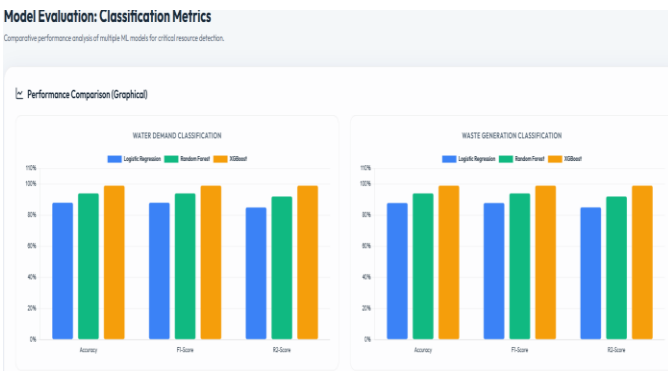 Model Evaluation: Classification Metrics
Comparative performance analysis of multiple ML models for critical resource detection.
Performance Comparison (Graphical)
WATER DEMAND CLASSIFICATION
Logistic Regression Random Forest XGBoost
110%
100%
80%
60%
40%
20%
0%
Accuracy F1-Score R2-Score
WASTE GENERATION CLASSIFICATION
Logistic Regression Random Forest XGBoost
110%
100%
80%
60%
40%
20%
0%
Accuracy F1-Score R2-Score